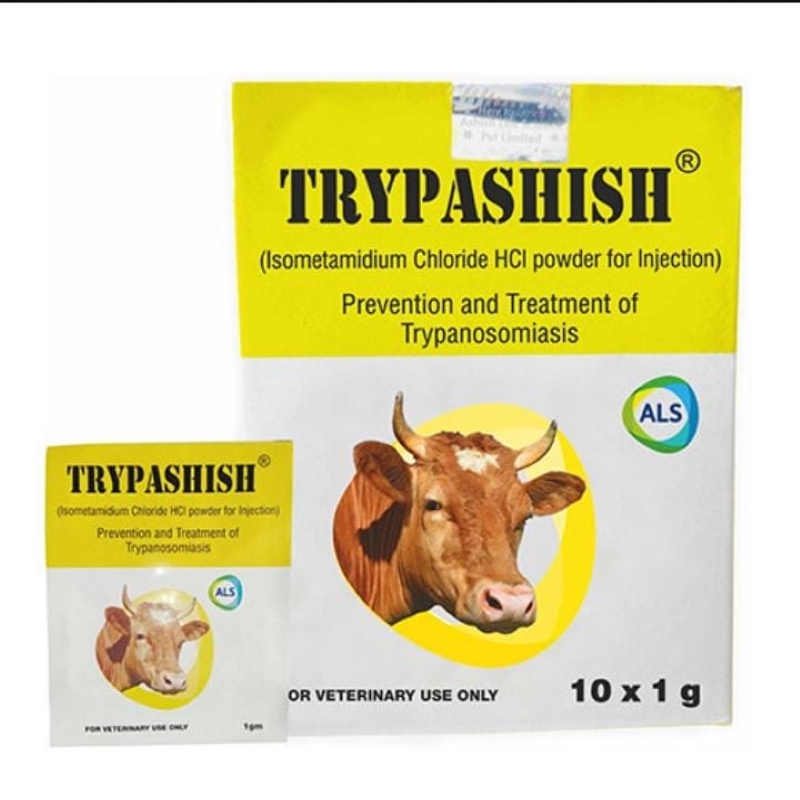 Pvt Limited
TRYPASHISH®
(Isometamidium Chloride HCl powder for Injection)
Prevention and Treatment of
Trypanosomiasis
ALS
OR VETERINARY USE ONLY
10 x 1 g
TRYPASHISH®
(Isometamidium Chloride HCl powder for Injection)
Prevention and Treatment of
Trypanosomiasis
ALS
FOR VETERINARY USE ONLY
1gm